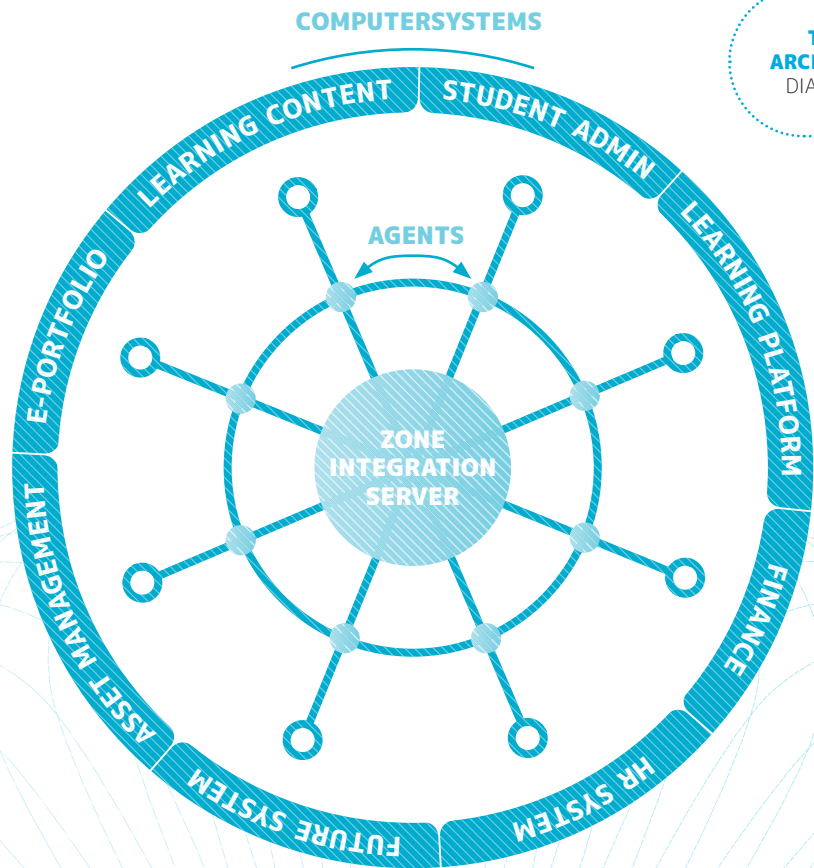 COMPUTERSYSTEMS
ARCHI
DIA
LEARNING CONTENT
STUDENT ADMIN
LEARNING PLATFORM
FINANCE
HR SYSTEM
FUTURE SYSTEM
ASSET MANAGEMENT
E-PORTFOLIO
AGENTS
ZONE
INTEGRATION
SERVER